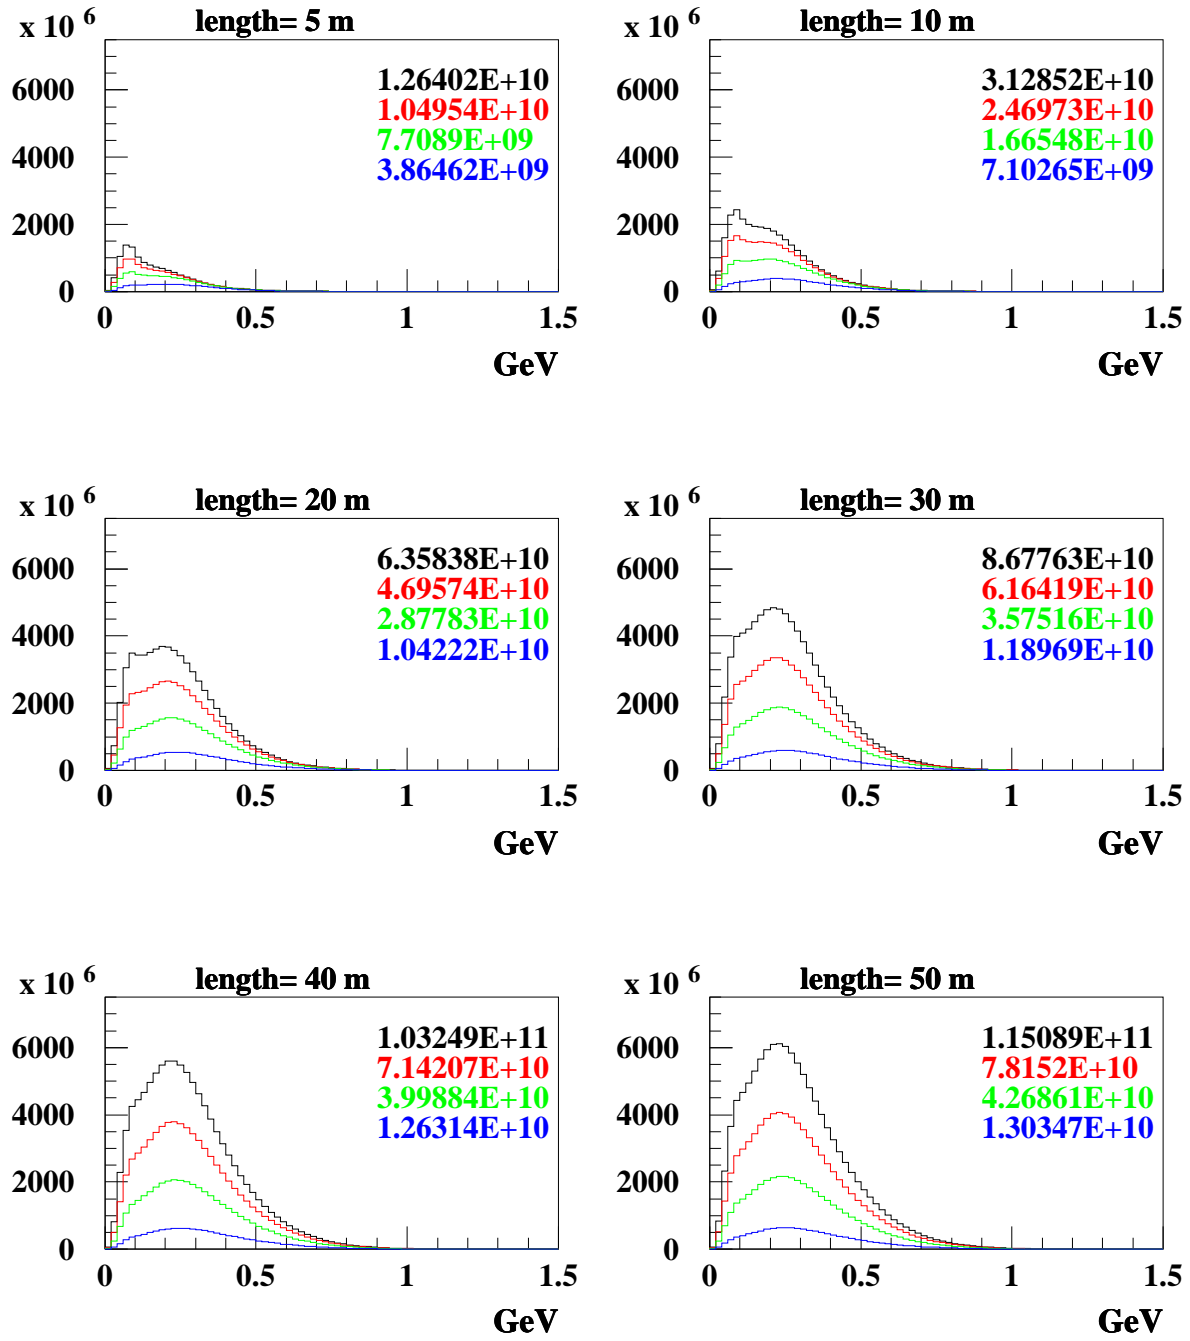 x 10 6
length= 5 m
1.26402E+10
1.04954E+10
7.7089E+09
3.86462E+09
6000
4000
2000
0
0 0.5 1 1.5
GeV
x 10 6
length= 10 m
3.12852E+10
2.46973E+10
1.66548E+10
7.10265E+09
6000
4000
2000
0
0 0.5 1 1.5
GeV
x 10 6
length= 20 m
6.35838E+10
4.69574E+10
2.87783E+10
1.04222E+10
6000
4000
2000
0
0 0.5 1 1.5
GeV
x 10 6
length= 30 m
8.67763E+10
6.16419E+10
3.57516E+10
1.18969E+10
6000
4000
2000
0
0 0.5 1 1.5
GeV
x 10 6
length= 40 m
1.03249E+11
7.14207E+10
3.99884E+10
1.26314E+10
6000
4000
2000
0
0 0.5 1 1.5
GeV
x 10 6
length= 50 m
1.15089E+11
7.8152E+10
4.26861E+10
1.30347E+10
6000
4000
2000
0
0 0.5 1 1.5
GeV